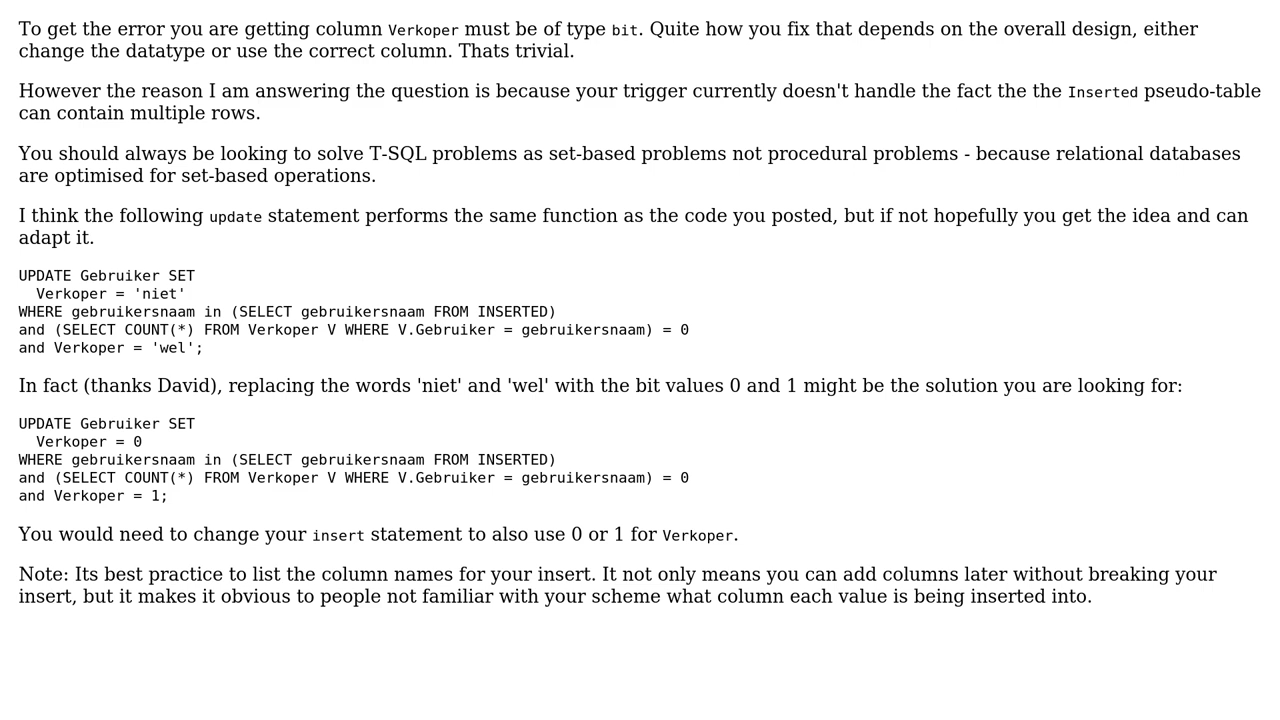 To get the error you are getting column Verkoper must be of type bit. Quite how you fix that depends on the overall design, either
change the datatype or use the correct column. Thats trivial.
However the reason I am answering the question is because your trigger currently doesn't handle the fact the the Inserted pseudo-table
can contain multiple rows.
You should always be looking to solve T-SQL problems as set-based problems not procedural problems - because relational databases
are optimised for set-based operations.
I think the following update statement performs the same function as the code you posted, but if not hopefully you get the idea and can
adapt it.
UPDATE Gebruiker SET
  Verkoper = 'niet'
WHERE gebruikersnaam in (SELECT gebruikersnaam FROM INSERTED)
and (SELECT COUNT(*) FROM Verkoper V WHERE V.Gebruiker = gebruikersnaam) = 0
and Verkoper = 'wel';
In fact (thanks David), replacing the words 'niet' and 'wel' with the bit values 0 and 1 might be the solution you are looking for:
UPDATE Gebruiker SET
  Verkoper = 0
WHERE gebruikersnaam in (SELECT gebruikersnaam FROM INSERTED)
and (SELECT COUNT(*) FROM Verkoper V WHERE V.Gebruiker = gebruikersnaam) = 0
and Verkoper = 1;
You would need to change your insert statement to also use 0 or 1 for Verkoper.
Note: Its best practice to list the column names for your insert. It not only means you can add columns later without breaking your
insert, but it makes it obvious to people not familiar with your scheme what column each value is being inserted into.